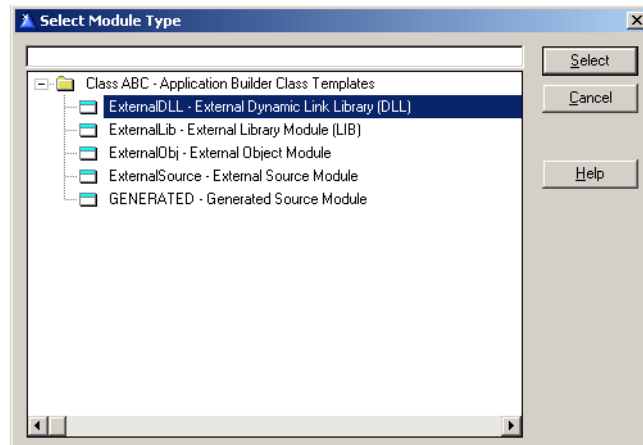 Select Module Type
Select
Class ABC - Application Builder Class Templates
ExternalDLL - External Dynamic Link Library (DLL)
Cancel
ExternalLib - External Library Module (LIB)
ExternalObj - External Object Module
ExternalSource - External Source Module
Help
GENERATED - Generated Source Module